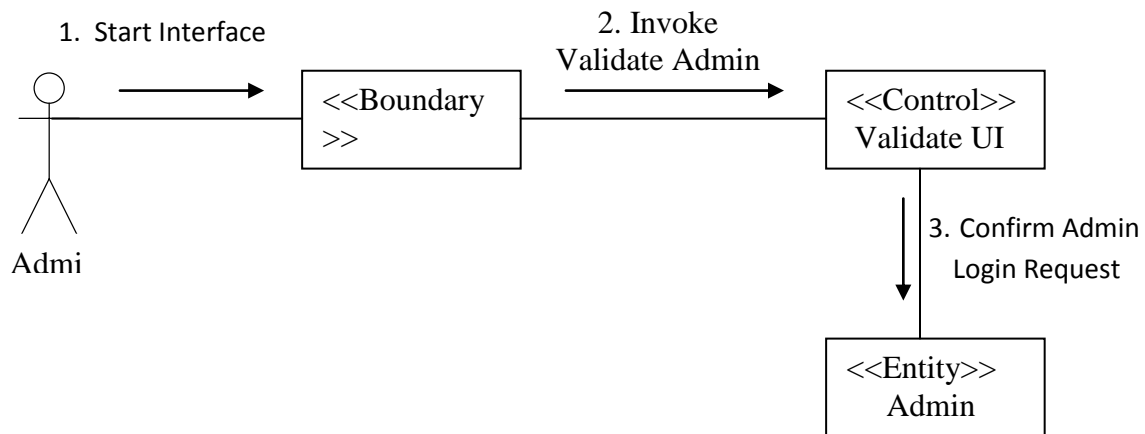 1. Start Interface
2. Invoke
Validate Admin
<<Boundary
>>
<<Control>>
Validate UI
Admi
3. Confirm Admin
Login Request
<<Entity>>
Admin